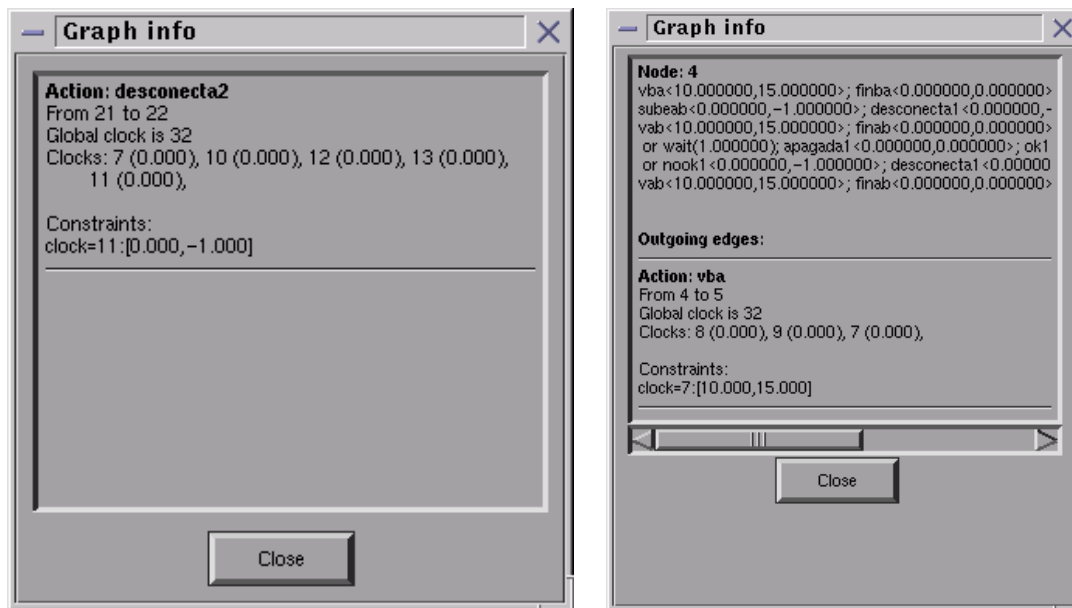 Graph info
Action: desconecta2
From 21 to 22
Global clock is 32
Clocks: 7 (0.000), 10 (0.000), 12 (0.000), 13 (0.000),
11 (0.000),
Constraints:
clock=11:[0.000,−1.000]
Close
Graph info
Node: 4
vba<10.000000,15.000000>; finba<0.000000,0.000000>
subeab<0.000000,−1.000000>; desconecta1<0.000000,−
vab<10.000000,15.000000>; finab<0.000000,0.000000>
or wait(1.000000); apagada1<0.000000,0.000000>; ok1
or nook1<0.000000,−1.000000>; desconecta1<0.00000
vab<10.000000,15.000000>; finab<0.000000,0.000000>
Outgoing edges:
Action: vba
From 4 to 5
Global clock is 32
Clocks: 8 (0.000), 9 (0.000), 7 (0.000),
Constraints:
clock=7:[10.000,15.000]
Close